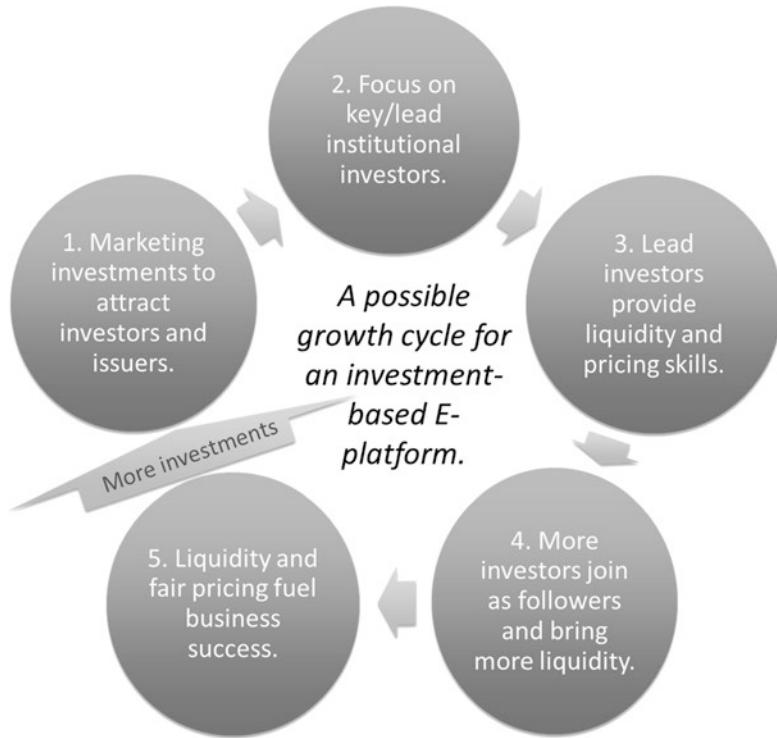 2. Focus on
key/lead
institutional
investors.
1. Marketing
investments to
attract
investors and
issuers.
3. Lead
investors
provide
liquidity and
pricing skills.
A possible
growth cycle for
an investment-
based E-
platform.
More investments
5. Liquidity and
fair pricing fuel
business
success.
4. More
investors join
as followers
and bring
more liquidity.